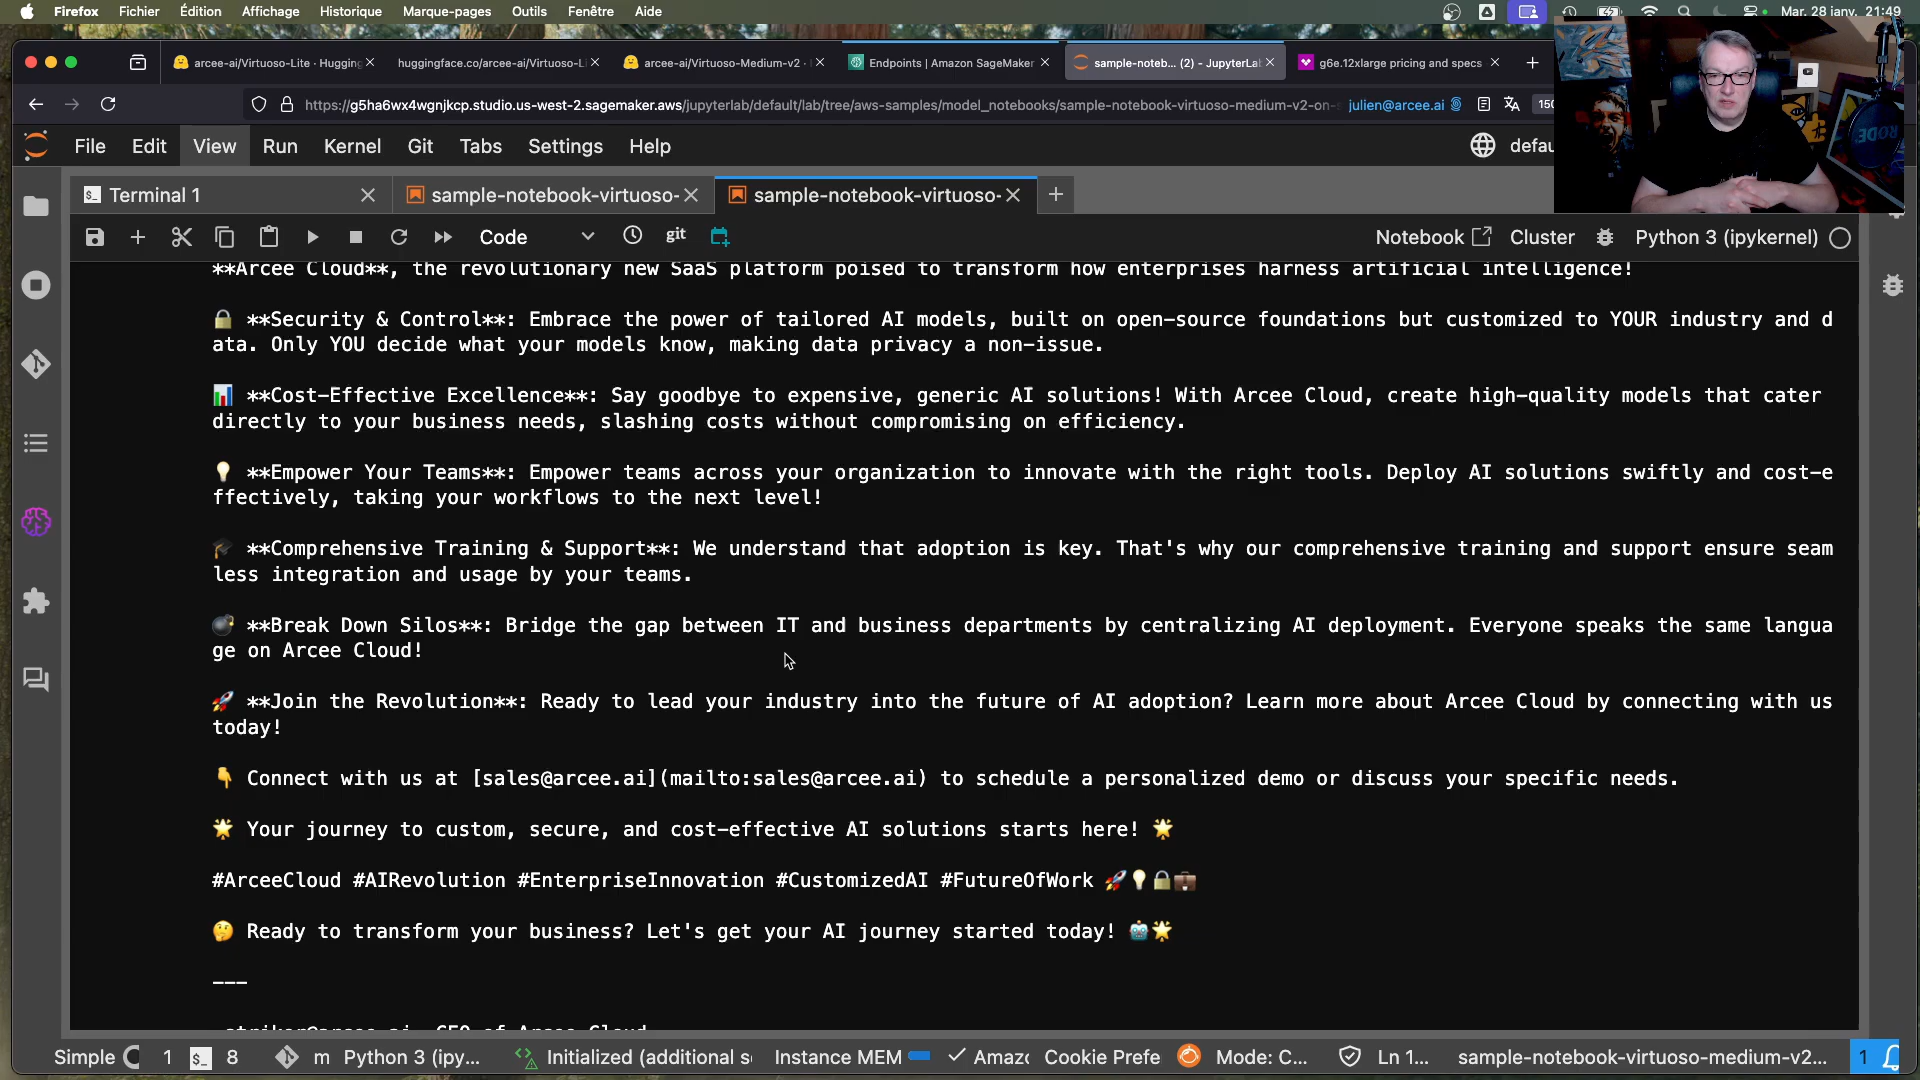 Firefox Fichier Édition Affichage Historique Marque-pages Outils Fenêtre Aide Mar. 28 janv. 21:49
arcee-ai/Virtuoso-Lite · Hugging huggingface.co/arcee-ai/Virtuoso-Li arcee-ai/Virtuoso-Medium-v2 · Endpoints | Amazon SageMaker sample-noteb... (2) - JupyterLab g6e.12xlarge pricing and specs
https://g5ha6wx4wgnjkcp.studio.us-west-2.sagemaker.aws/jupyterlab/default/lab/tree/aws-samples/model_notebooks/sample-notebook-virtuoso-medium-v2-on- julien@arcee.ai 150
File Edit View Run Kernel Git Tabs Settings Help defau
Terminal 1 sample-notebook-virtuoso- sample-notebook-virtuoso-
Code git Notebook Cluster Python 3 (ipykernel)
RODE
**Arcee Cloud**, the revolutionary new SaaS platform poised to transform how enterprises harness artificial intelligence!
🔒 **Security & Control**: Embrace the power of tailored AI models, built on open-source foundations but customized to YOUR industry and d
ata. Only YOU decide what your models know, making data privacy a non-issue.
📊 **Cost-Effective Excellence**: Say goodbye to expensive, generic AI solutions! With Arcee Cloud, create high-quality models that cater
directly to your business needs, slashing costs without compromising on efficiency.
💡 **Empower Your Teams**: Empower teams across your organization to innovate with the right tools. Deploy AI solutions swiftly and cost-e
ffectively, taking your workflows to the next level!
🎓 **Comprehensive Training & Support**: We understand that adoption is key. That's why our comprehensive training and support ensure seam
less integration and usage by your teams.
💣 **Break Down Silos**: Bridge the gap between IT and business departments by centralizing AI deployment. Everyone speaks the same langua
ge on Arcee Cloud!
🚀 **Join the Revolution**: Ready to lead your industry into the future of AI adoption? Learn more about Arcee Cloud by connecting with us
today!
👇 Connect with us at [sales@arcee.ai](mailto:sales@arcee.ai) to schedule a personalized demo or discuss your specific needs.
🌟 Your journey to custom, secure, and cost-effective AI solutions starts here! 🌟
#ArceeCloud #AIRevolution #EnterpriseInnovation #CustomizedAI #FutureOfWork 🚀💡🔒💼
🤔 Ready to transform your business? Let's get your AI journey started today! 🤖🌟
---
Simple 1 8 m Python 3 (ipy... Initialized (additional s Instance MEM Amazo Cookie Prefe Mode: C... Ln 1... sample-notebook-virtuoso-medium-v2... 1